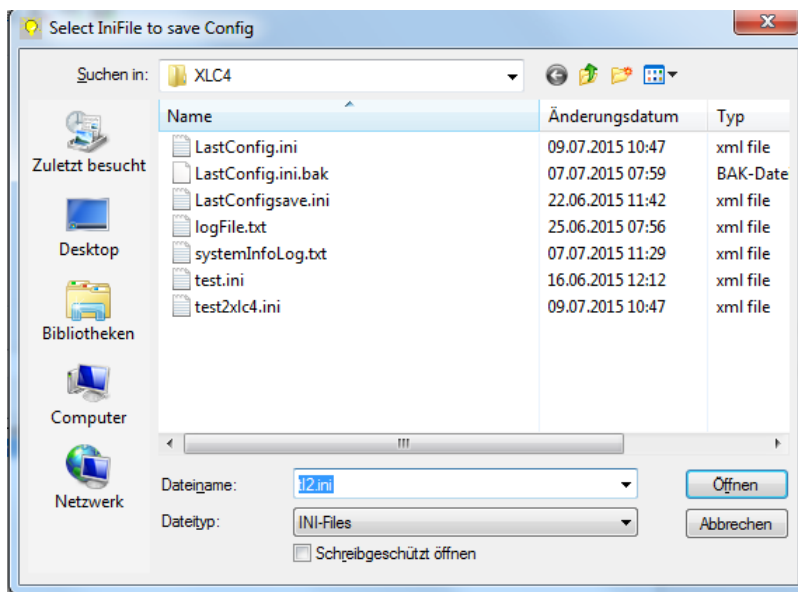 Select IniFile to save Config
x
Suchen in: XLC4
Name Änderungsdatum Typ
LastConfig.ini 09.07.2015 10:47 xml file
LastConfig.ini.bak 07.07.2015 07:59 BAK-Date
LastConfigsave.ini 22.06.2015 11:42 xml file
logFile.txt 25.06.2015 07:56 xml file
systemInfoLog.txt 07.07.2015 11:29 xml file
test.ini 16.06.2015 12:12 xml file
test2xlc4.ini 09.07.2015 10:47 xml file
Zuletzt besucht
Desktop
Bibliotheken
Computer
Netzwerk
Dateiname: tl2.ini Öffnen
Dateityp: INI-Files Abbrechen
Schreibgeschützt öffnen